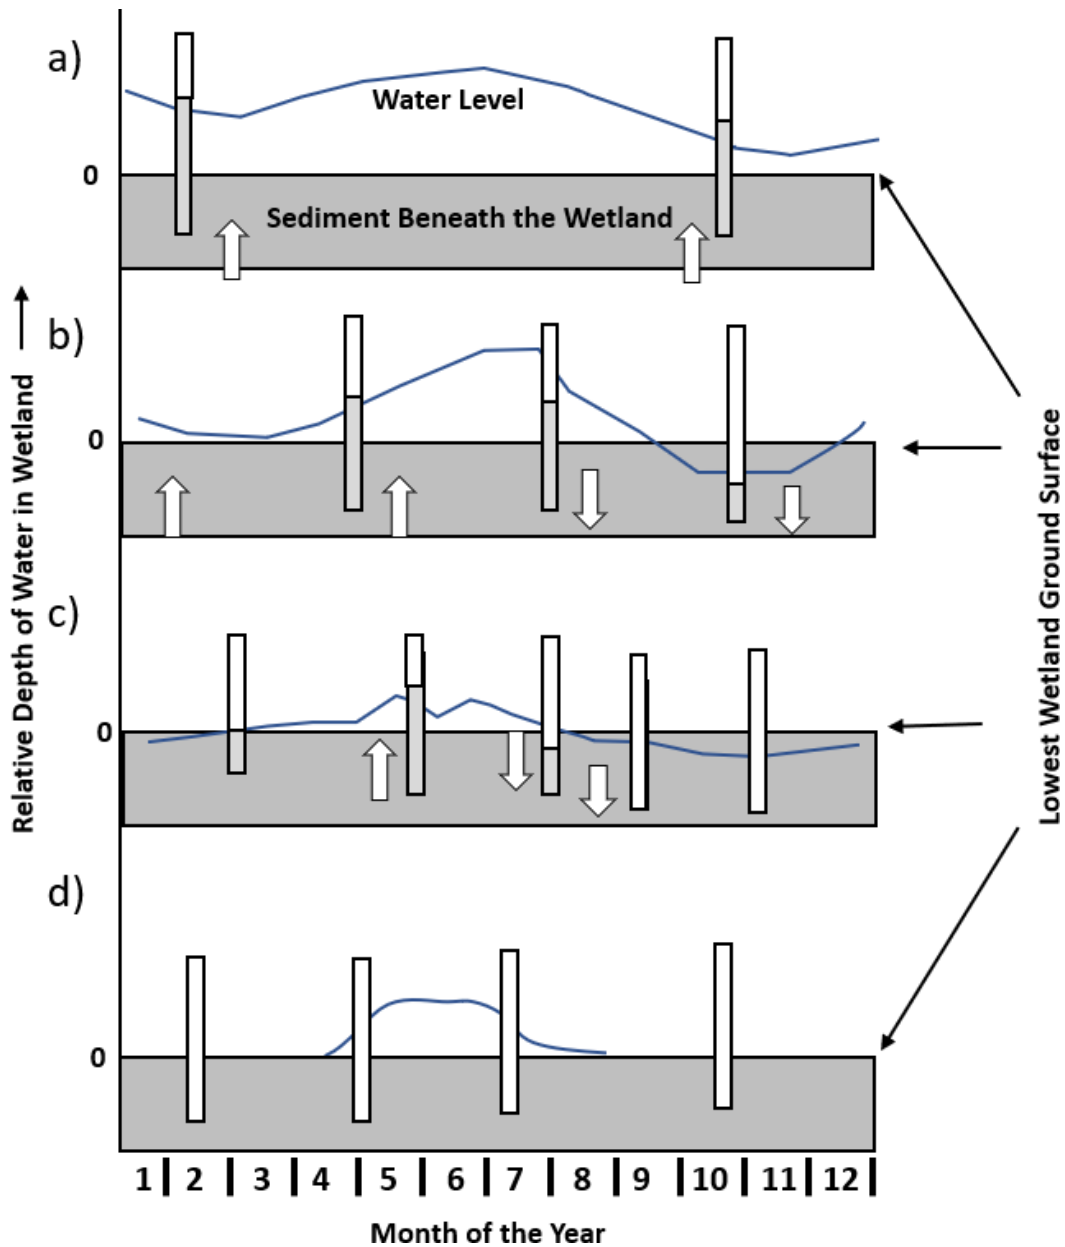 a)
Water Level
0
Sediment Beneath the Wetland
b)
0
c)
0
d)
0
Relative Depth of Water in Wetland
Lowest Wetland Ground Surface
1 2 3 4 5 6 7 8 9 10 11 12
Month of the Year